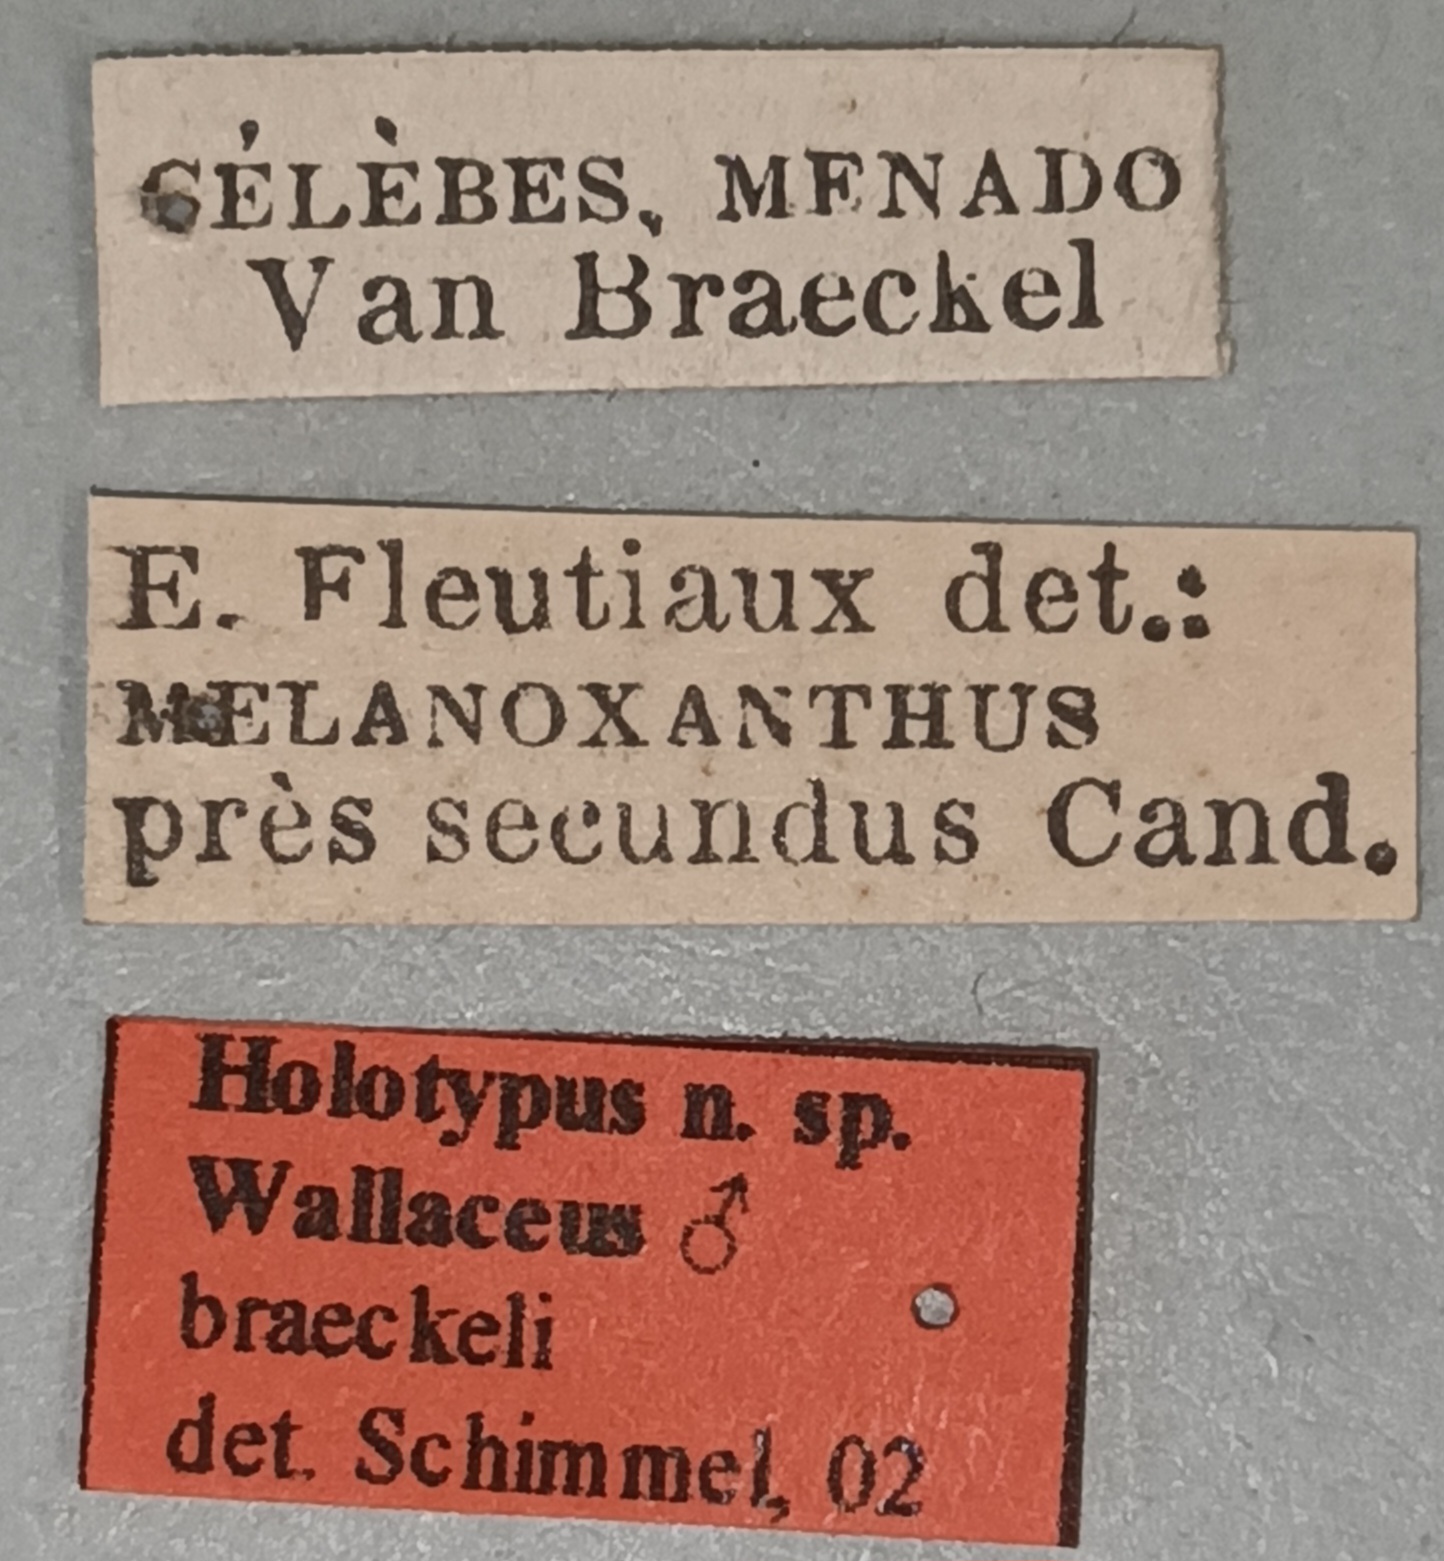 CÉLÈBES, MENADO
Van Braeckel
E. Fleutiaux det.:
MELANOXANTHUS
près secundus Cand.
Holotypus n. sp.
Wallaceus ♂
braeckeli
det. Schimmel, 02